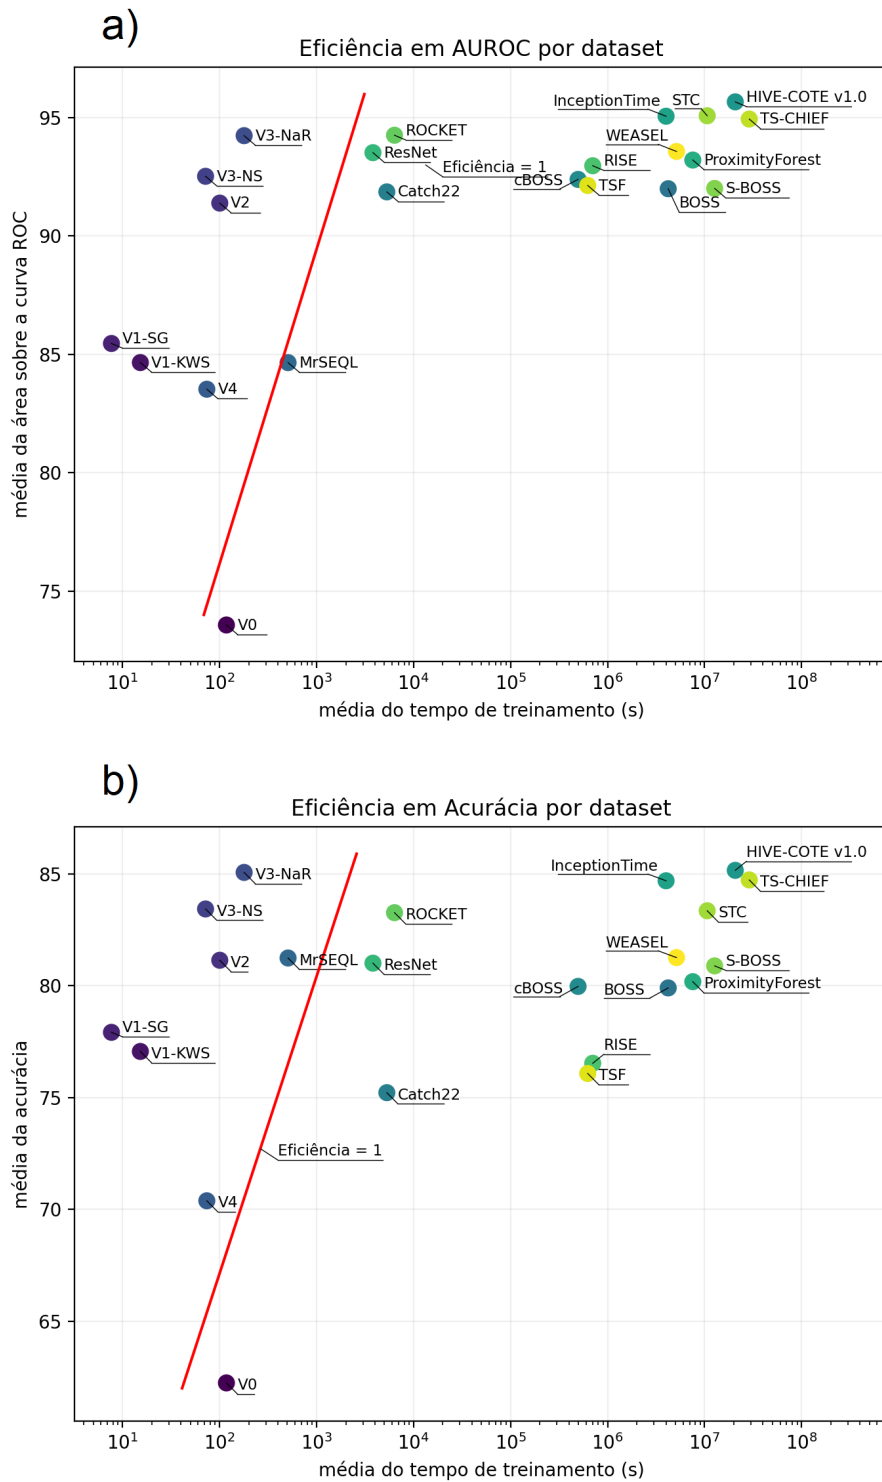 a)
Eficiência em AUROC por dataset
HIVE-COTE v1.0
InceptionTime
STC
TS-CHIEF
95
V3-NaR
ROCKET
WEASEL
ResNet
Eficiência = 1
RISE
ProximityForest
V3-NS
cBOSS
TSF
S-BOSS
V2
Catch22
BOSS
90
V1-SG
85
V1-KWS
MrSEQL
V4
80
75
V0
média da área sobre a curva ROC
10¹ 10² 10³ 10⁴ 10⁵ 10⁶ 10⁷ 10⁸
média do tempo de treinamento (s)
b)
Eficiência em Acurácia por dataset
HIVE-COTE v1.0
85
V3-NaR
InceptionTime
TS-CHIEF
V3-NS
ROCKET
STC
WEASEL
V2
MrSEQL
ResNet
S-BOSS
80
cBOSS
BOSS
ProximityForest
V1-SG
V1-KWS
RISE
TSF
75
Catch22
Eficiência = 1
70
V4
65
V0
média da acurácia
10¹ 10² 10³ 10⁴ 10⁵ 10⁶ 10⁷ 10⁸
média do tempo de treinamento (s)